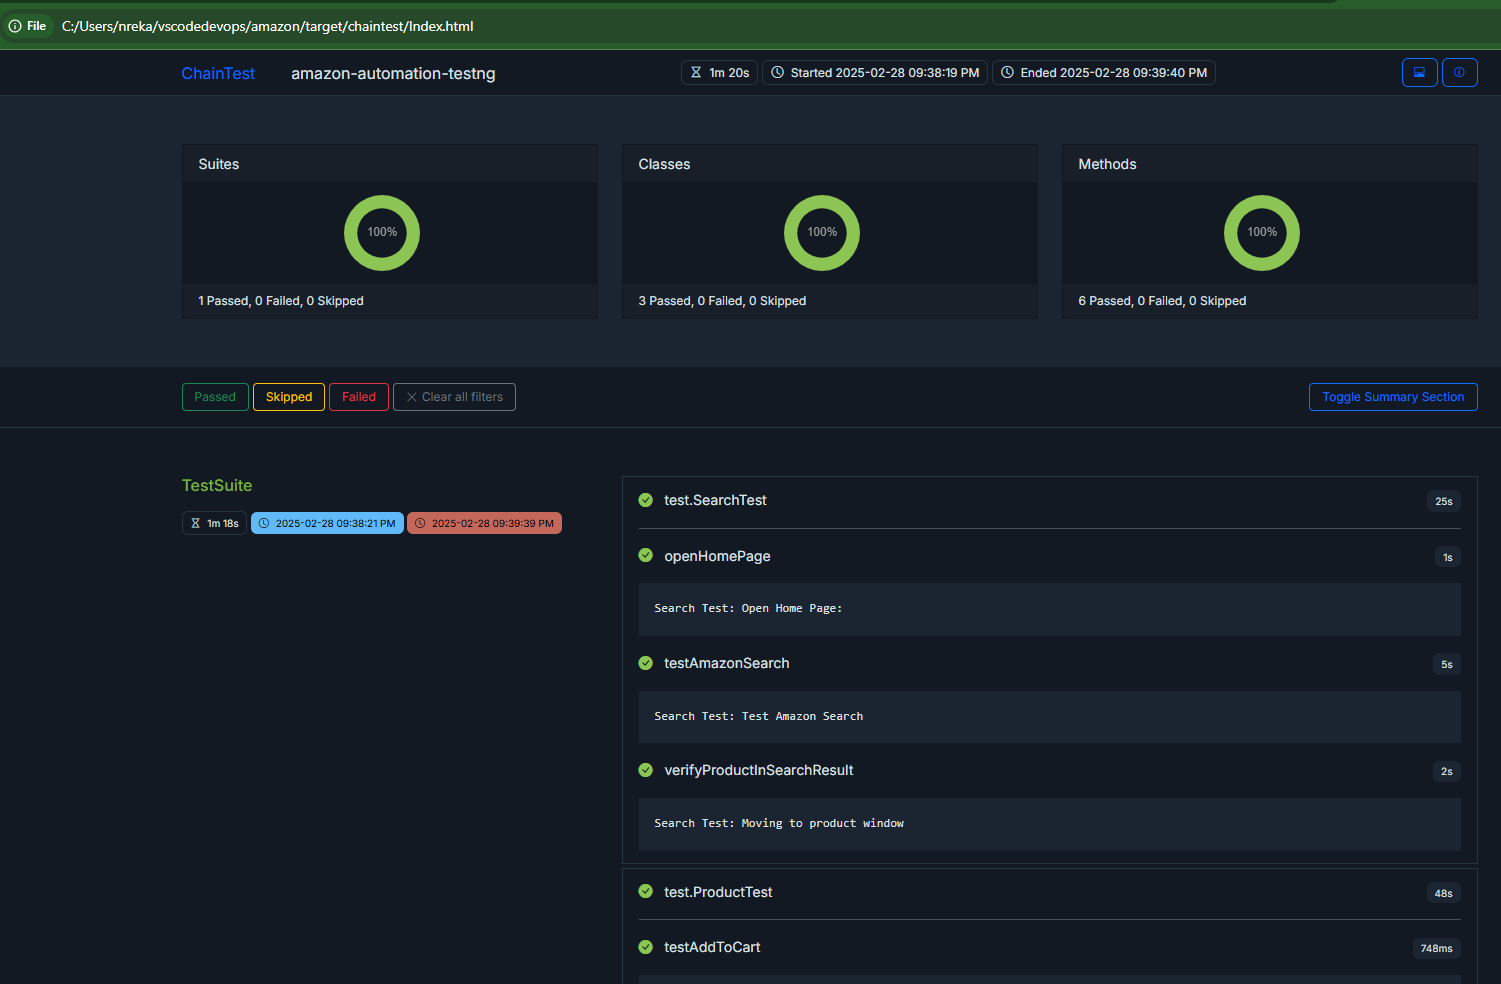 File C:/Users/nreka/vscodedevops/amazon/target/chaintest/Index.html
ChainTest amazon-automation-testng 1m 20s Started 2025-02-28 09:38:19 PM Ended 2025-02-28 09:39:40 PM
Suites
100%
1 Passed, 0 Failed, 0 Skipped
Classes
100%
3 Passed, 0 Failed, 0 Skipped
Methods
100%
6 Passed, 0 Failed, 0 Skipped
Passed Skipped Failed Clear all filters Toggle Summary Section
TestSuite
1m 18s 2025-02-28 09:38:21 PM 2025-02-28 09:39:39 PM
test.SearchTest 25s
openHomePage 1s
Search Test: Open Home Page:
testAmazonSearch 5s
Search Test: Test Amazon Search
verifyProductInSearchResult 2s
Search Test: Moving to product window
test.ProductTest 48s
testAddToCart 748ms